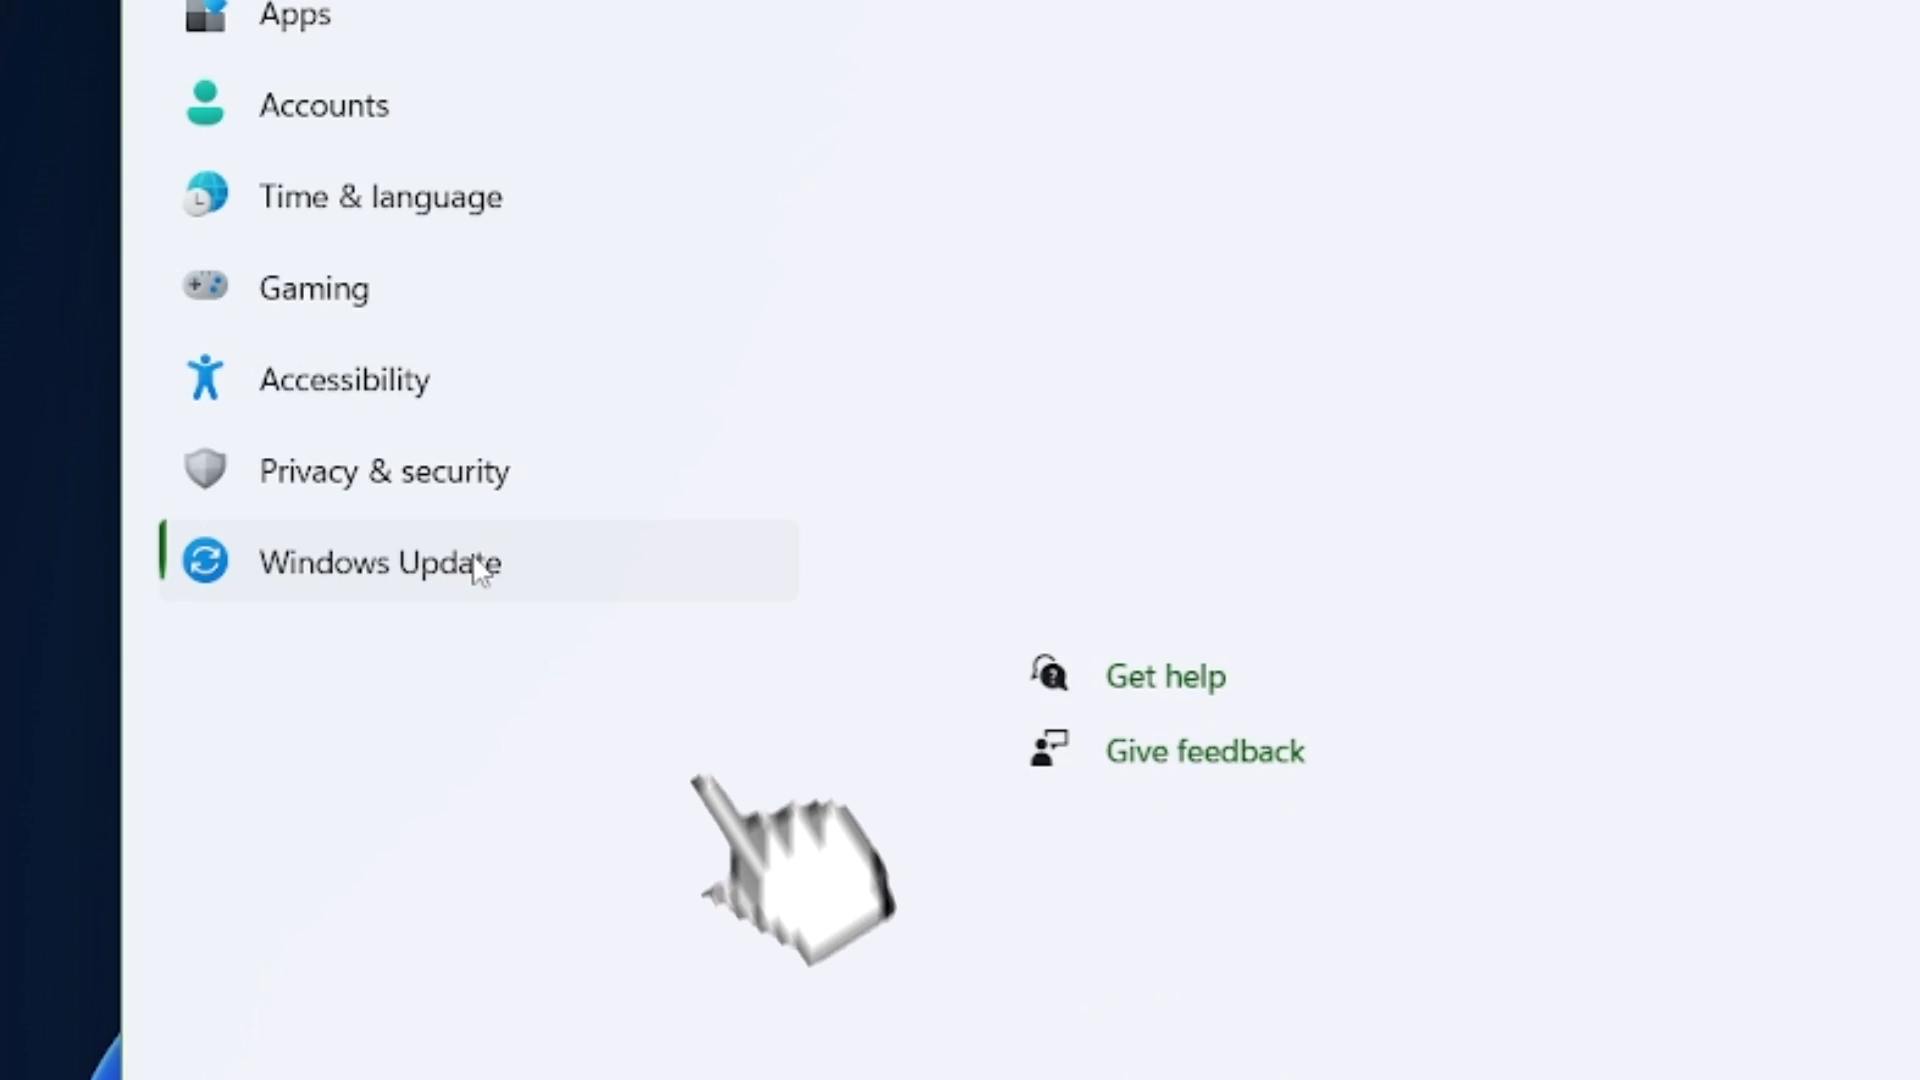 Apps
Accounts
Time & language
Gaming
Accessibility
Privacy & security
Windows Update
Get help
Give feedback